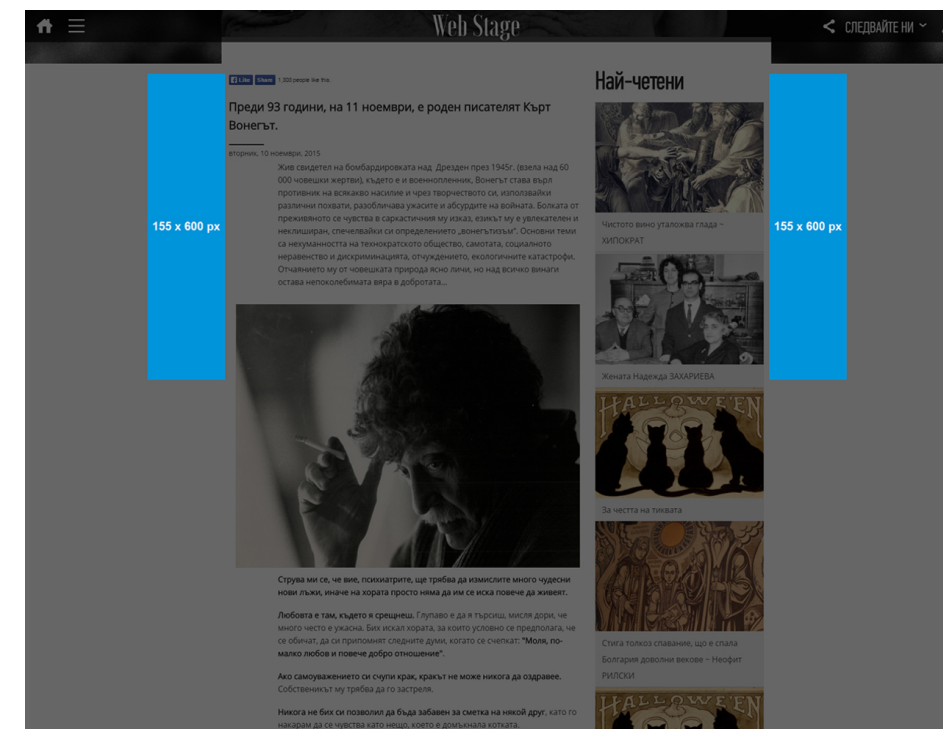 Web Stage
СЛЕДВАЙТЕ НИ
Like Share 1,300 people like this.
Преди 93 години, на 11 ноември, е роден писателят Кърт
Вонегът.
вторник, 10 ноември, 2015
Жив свидетел на бомбардировката над Дрезден през 1945г. (взела над 60
000 човешки жертви), където е и военнопленник, Вонегът става върл
противник на всякакво насилие и чрез творчеството си, използвайки
различни похвати, разобличава ужасите и абсурдите на войната. Болката от
преживяното се чувства в саркастичния му изказ, езикът му е увлекателен и
неклиширан, спечелвайки си определението „вонегътизъм". Основни теми
са нехуманността на технократското общество, самотата, социалното
неравенство и дискриминацията, отчуждението, екологичните катастрофи.
Отчаянието му от човешката природа ясно личи, но над всичко винаги
остава непоколебимата вяра в добротата...
Струва ми се, че вие, психиатрите, ще трябва да измислите много чудесни
нови лъжи, иначе на хората просто няма да им се иска повече да живеят.
Любовта е там, където я срещнеш. Глупаво е да я търсиш, мисля дори, че
много често е ужасна. Бих искал хората, за които условно се предполага, че
се обичат, да си припомнят следните думи, когато се счепкат: "Моля, по-
малко любов и повече добро отношение".
Ако самоуважението си счупи крак, кракът не може никога да оздравее.
Собственикът му трябва да го застреля.
Никога не бих си позволил да бъда забавен за сметка на някой друг, като го
накарам да се чувства като нещо, което е домъкнала котката.
Най-четени
Чистото вино уталожва глада ~
ХИПОКРАТ
Жената Надежда ЗАХАРИЕВА
HALLOWE'EN
За честта на тиквата
Стига толкоз спавание, що е спала
Болгария доволни векове ~ Неофит
РИЛСКИ
HALLOWE'EN
155 x 600 px
155 x 600 px